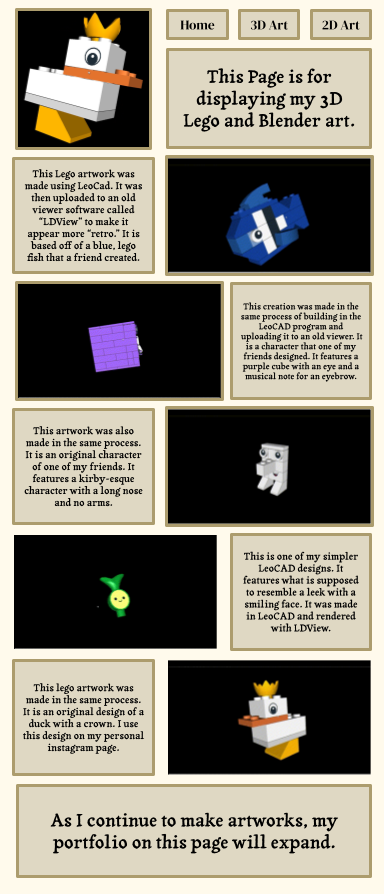 Home
3D Art
2D Art
This Page is for
displaying my 3D
Lego and Blender art.
This Lego artwork was
made using LeoCad. It was
then uploaded to an old
viewer software called
"LDView" to make it
appear more "retro." It is
based off of a blue, lego
fish that a friend created.
This creation was made in the
same process of building in the
LeoCAD program and
uploading it to an old viewer. It
is a character that one of my
friends designed. It features a
purple cube with an eye and a
musical note for an eyebrow.
This artwork was also
made in the same process.
It is an original character
of one of my friends. It
features a kirby-esque
character with a long nose
and no arms.
This is one of my simpler
LeoCAD designs. It
features what is supposed
to resemble a leek with a
smiling face. It was made
in LeoCAD and rendered
with LDView.
This lego artwork was
made in the same process.
It is an original design of a
duck with a crown. I use
this design on my personal
instagram page.
As I continue to make artworks, my
portfolio on this page will expand.